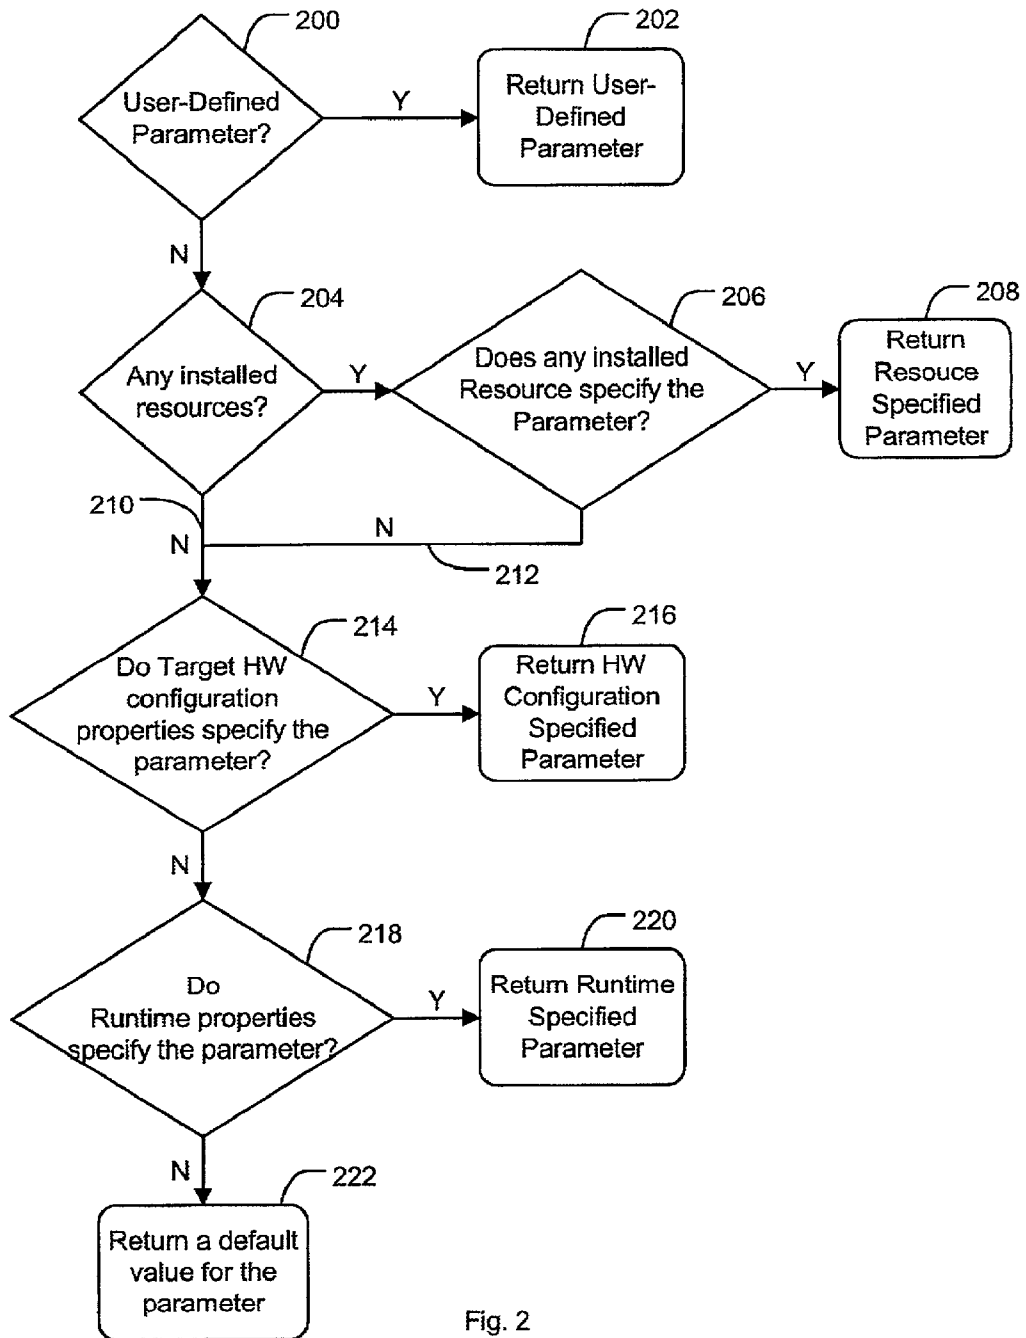 200
User-Defined
Parameter?
Y
202
Return User-
Defined
Parameter
N
204
Any installed
resources?
Y
206
Does any installed
Resource specify the
Parameter?
Y
208
Return
Resouce
Specified
Parameter
210
N
N
212
214
Do Target HW
configuration
properties specify the
parameter?
Y
216
Return HW
Configuration
Specified
Parameter
N
218
Do
Runtime properties
specify the parameter?
Y
220
Return Runtime
Specified
Parameter
N
222
Return a default
value for the
parameter
Fig. 2